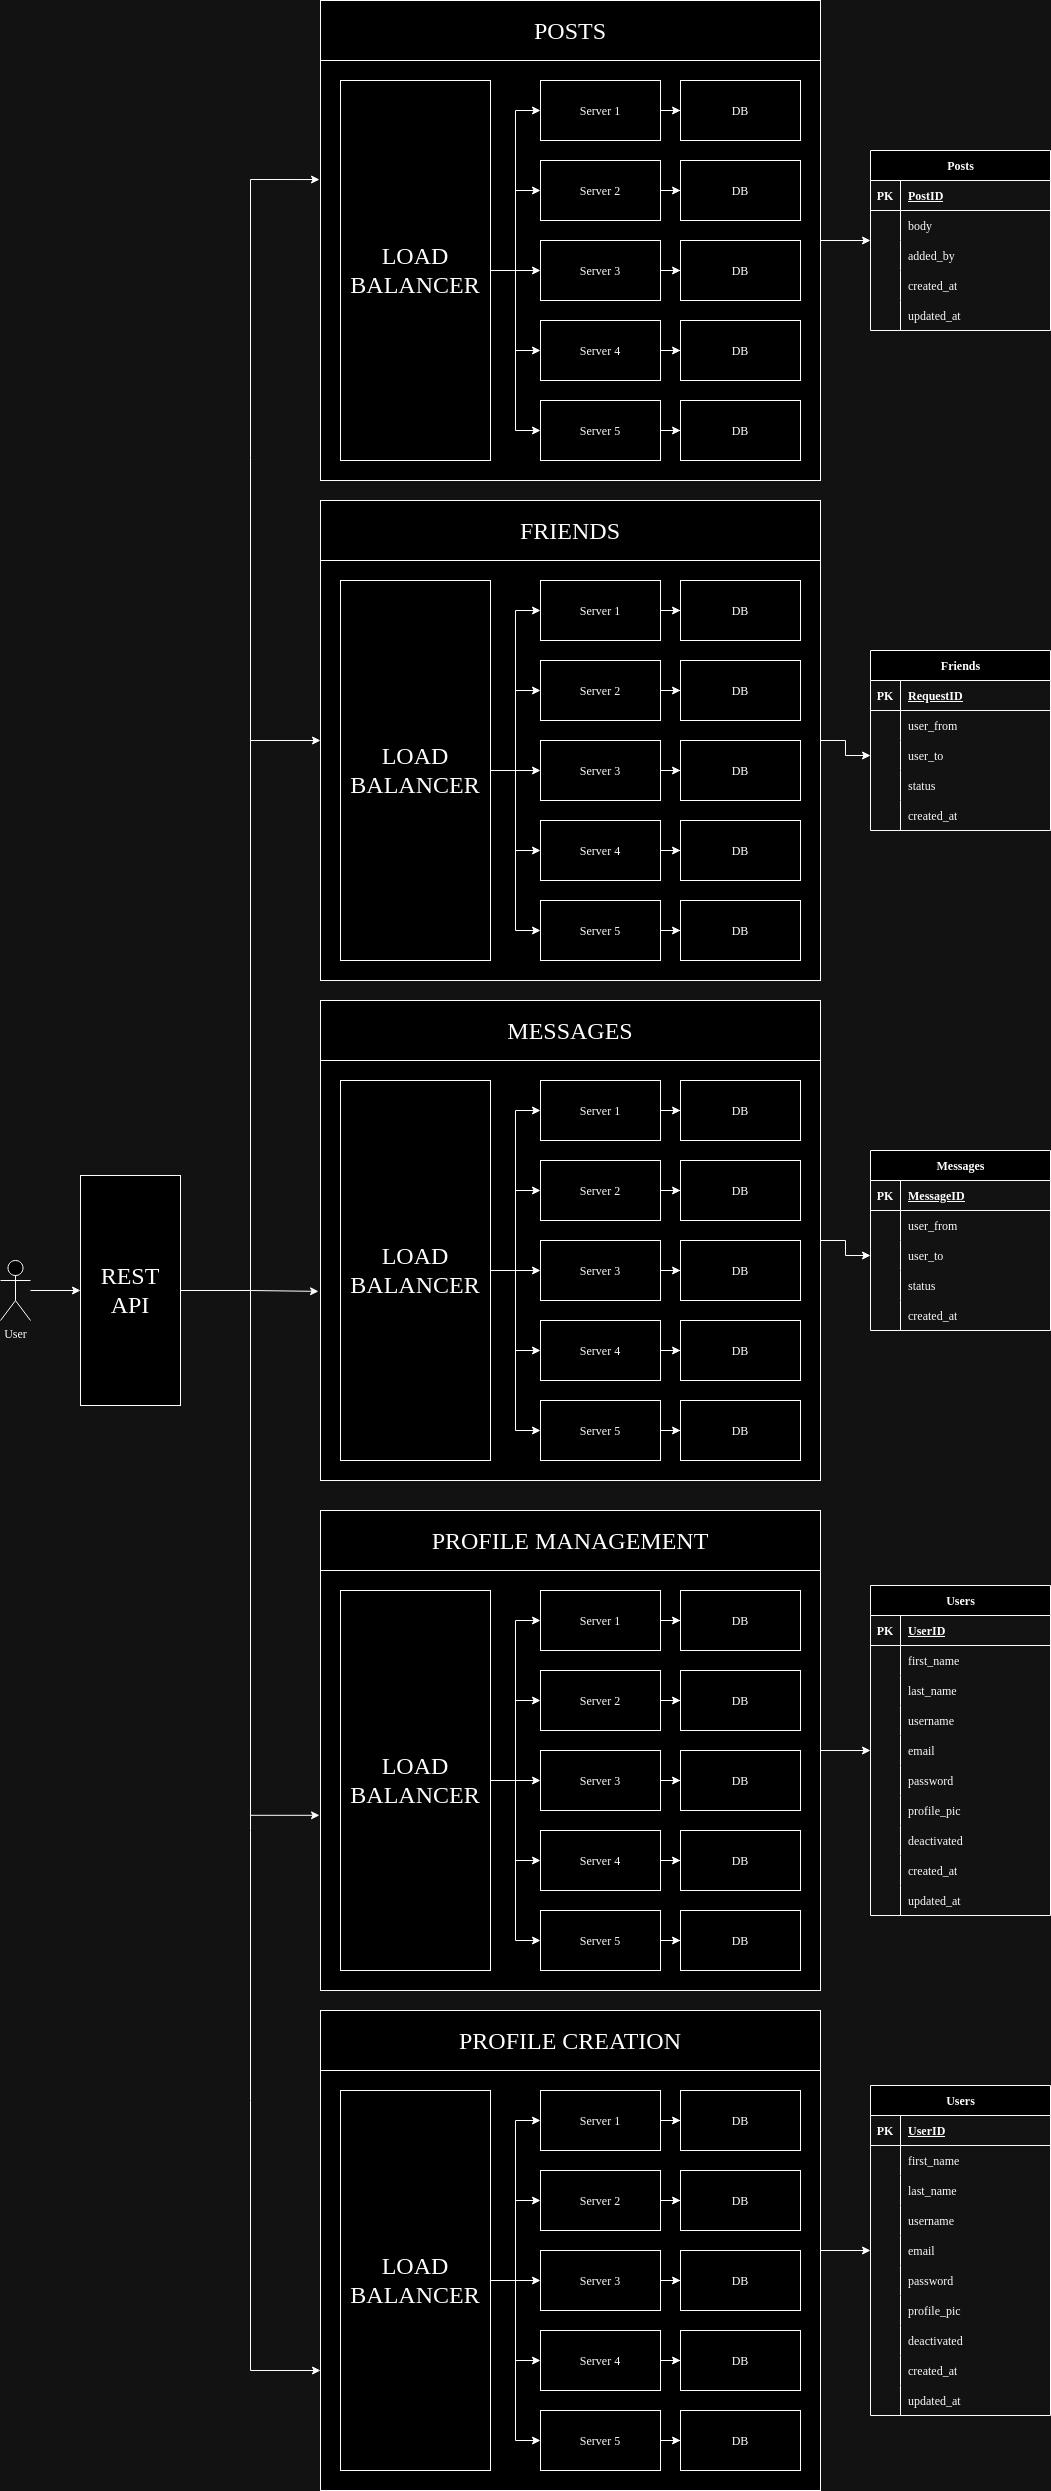 POSTS
LOAD
BALANCER
Server 1
DB
Server 2
DB
Server 3
DB
Server 4
DB
Server 5
DB
Posts
PK
PostID
body
added_by
created_at
updated_at
FRIENDS
LOAD
BALANCER
Server 1
DB
Server 2
DB
Server 3
DB
Server 4
DB
Server 5
DB
Friends
PK
RequestID
user_from
user_to
status
created_at
User
REST
API
MESSAGES
LOAD
BALANCER
Server 1
DB
Server 2
DB
Server 3
DB
Server 4
DB
Server 5
DB
Messages
PK
MessageID
user_from
user_to
status
created_at
PROFILE MANAGEMENT
LOAD
BALANCER
Server 1
DB
Server 2
DB
Server 3
DB
Server 4
DB
Server 5
DB
Users
PK
UserID
first_name
last_name
username
email
password
profile_pic
deactivated
created_at
updated_at
PROFILE CREATION
LOAD
BALANCER
Server 1
DB
Server 2
DB
Server 3
DB
Server 4
DB
Server 5
DB
Users
PK
UserID
first_name
last_name
username
email
password
profile_pic
deactivated
created_at
updated_at